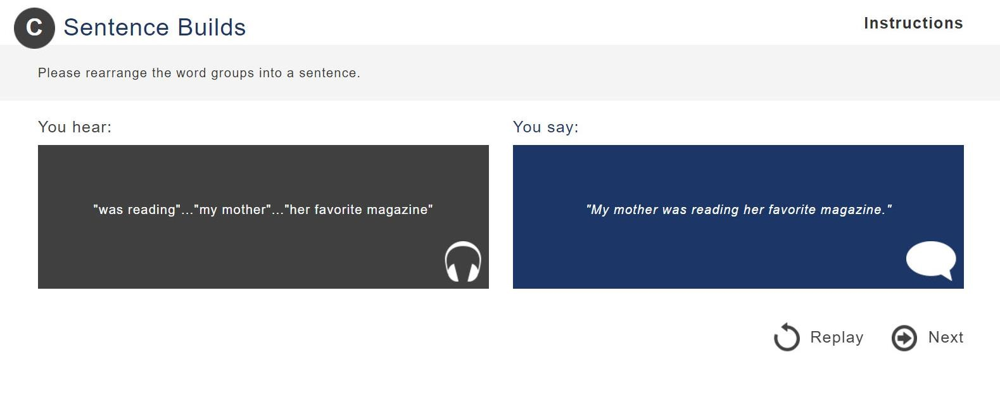 C Sentence Builds
Instructions
Please rearrange the word groups into a sentence.
You hear:
"was reading"..."my mother"..."her favorite magazine"
You say:
"My mother was reading her favorite magazine."
Replay
Next